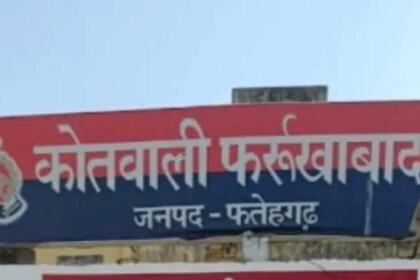 कोतवाली फर्रूखाबाद
जनपद - फतेहगढ़